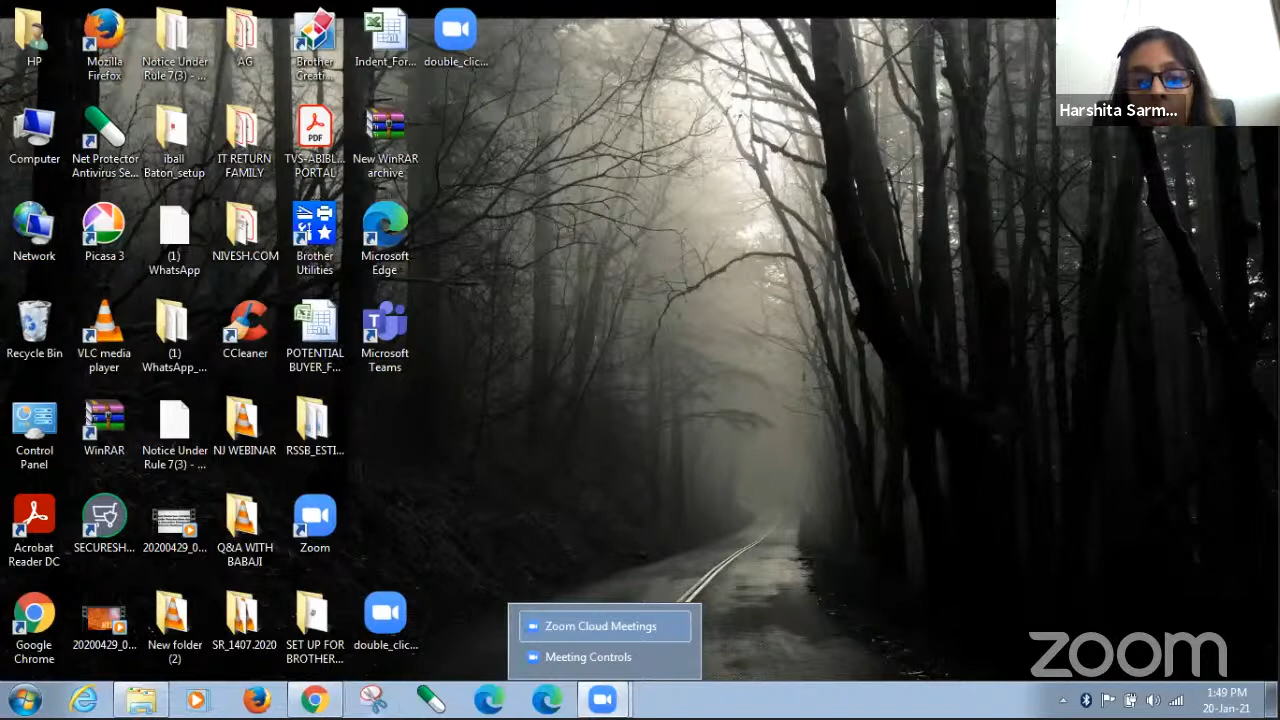 HP
Mozilla
Firefox
Notice Under
Rule 7(3) - ...
AG
Brother
Creati...
Indent_For...
double_clic...
Harshita Sarm...
Computer
Net Protector
Antivirus Se...
iball
Baton_setup
IT RETURN
FAMILY
PDF
TVS-ABIBL...
PORTAL
New WinRAR
archive
Network
Picasa 3
(1)
WhatsApp
NIVESH.COM
Brother
Utilities
Microsoft
Edge
Recycle Bin
VLC media
player
(1)
WhatsApp_...
CCleaner
POTENTIAL
BUYER_F...
Microsoft
Teams
Control
Panel
WinRAR
Notice Under
Rule 7(3) - ...
NJ WEBINAR
RSSB_ESTI...
Acrobat
Reader DC
SECURESH...
20200429_0...
Q&A WITH
BABAJI
Zoom
Google
Chrome
20200429_0...
New folder
(2)
SR_1407.2020
SET UP FOR
BROTHER...
double_clic...
Zoom Cloud Meetings
Meeting Controls
zoom
1:49 PM
20-Jan-21